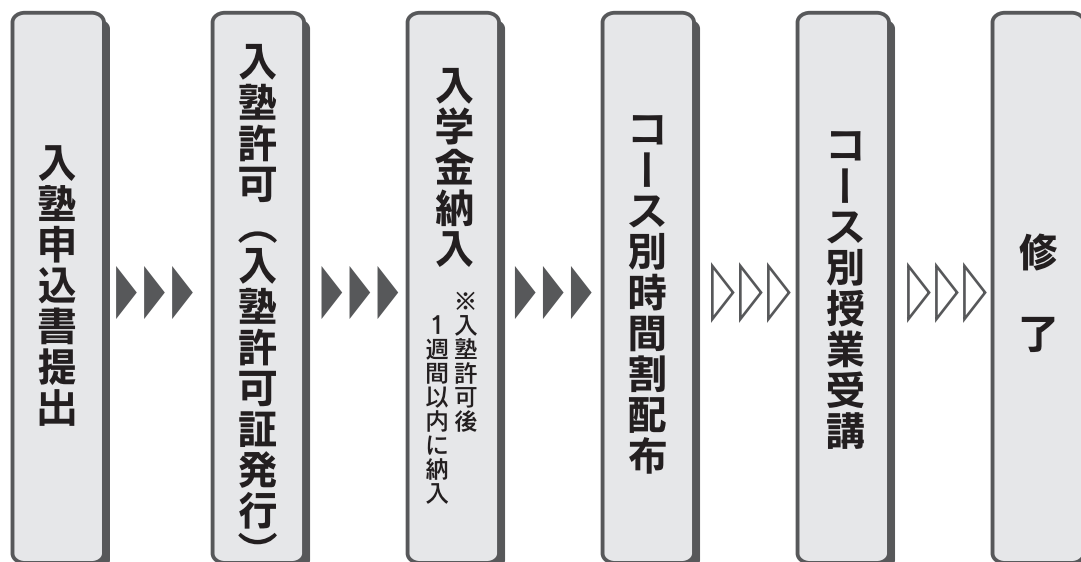 入塾申込書提出
入塾許可（入塾許可証発行）
入学金納入
※入塾許可後
1週間以内に納入
コース別時間割配布
コース別授業受講
修了